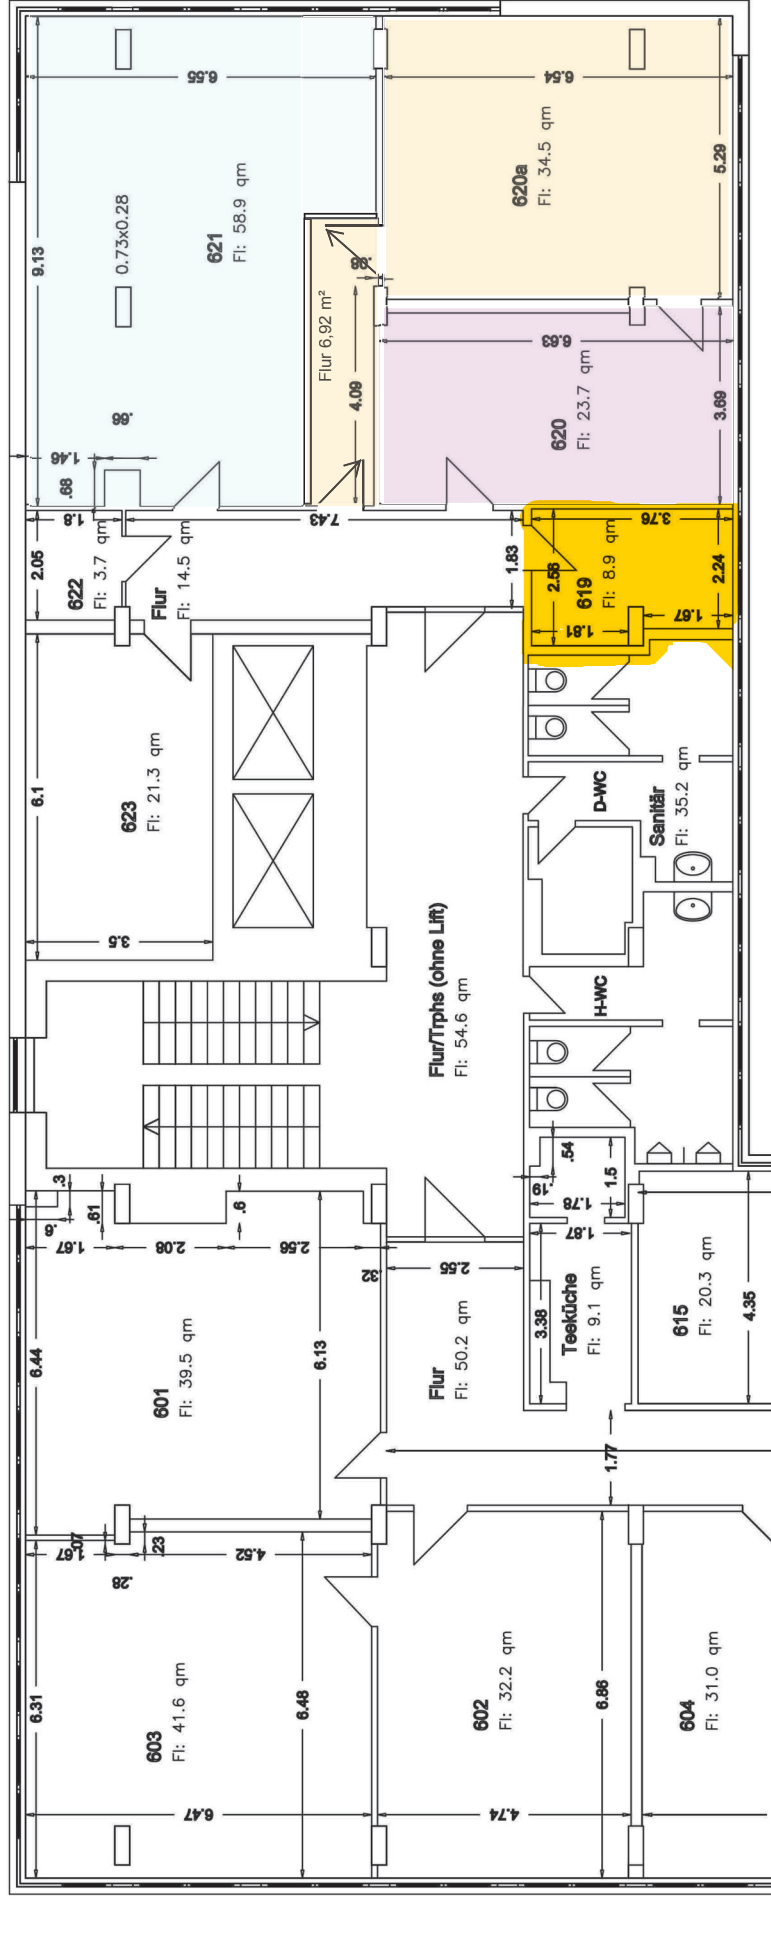 6.55
6.54
5.29
620a
Fl: 34.5 qm
621
Fl: 58.9 qm
0.73x0.28
9.13
.98
Flur 6,92 m²
4.09
6.63
3.69
620
Fl: 23.7 qm
.66
1.46
.68
1.8
7.43
3.76
2.05
622
Fl: 3.7 qm
Flur
Fl: 14.5 qm
1.83
2.58
619
Fl: 8.9 qm
2.24
1.67
1.81
6.1
623
Fl: 21.3 qm
3.5
D-WC
Sanitär
Fl: 35.2 qm
Flur/Trphs (ohne Lift)
Fl: 54.6 qm
H-WC
.54
1.5
.19
1.78
1.87
.3
.61
.6
.9
1.67
2.08
2.56
.32
2.55
6.44
601
Fl: 39.5 qm
6.13
Flur
Fl: 50.2 qm
3.38
Teeküche
Fl: 9.1 qm
615
Fl: 20.3 qm
4.35
1.77
.07
1.67
.23
4.52
.28
6.31
603
Fl: 41.6 qm
6.48
602
Fl: 32.2 qm
6.86
604
Fl: 31.0 qm
6.47
4.74